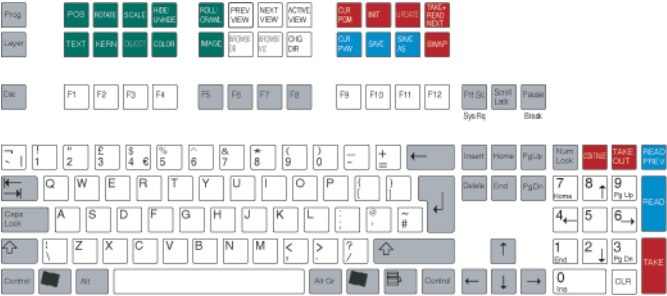 Prog POS ROTATE SCALE HIDE/UNHIDE ROLL/CRAWL PREV VIEW NEXT VIEW ACTIVE VIEW CLR PGM INIT UPDATE TAKE+ READ NEXT
Layer TEXT KERN OBJECT COLOR IMAGE BROWSE DB BROWSE VIZ CHG DIR CLR PVW SAVE SAVE AS SWAP
Esc F1 F2 F3 F4 F5 F6 F7 F8 F9 F10 F11 F12 Prt Sc Scroll Lock Pause
Sys Rq Break
¬ ` | ! 1 " 2 £ 3 $ 4 € % 5 ^ 6 & 7 * 8 ( 9 ) 0 _ - + = ← Insert Home PgUp Num Lock CONTINUE TAKE OUT READ PREV
Q W E R T Y U I O P { [ } ] Delete End PgDn 7 Home 8 ↑ 9 Pg Up READ
Caps Lock A S D F G H J K L : ; @ ' ~ # 4 ← 5 6 →
| \ Z X C V B N M < , > . ? / ↑ 1 End 2 ↓ 3 Pg Dn TAKE
Control Alt Alt Gr Control ← ↓ → 0 Ins CLR